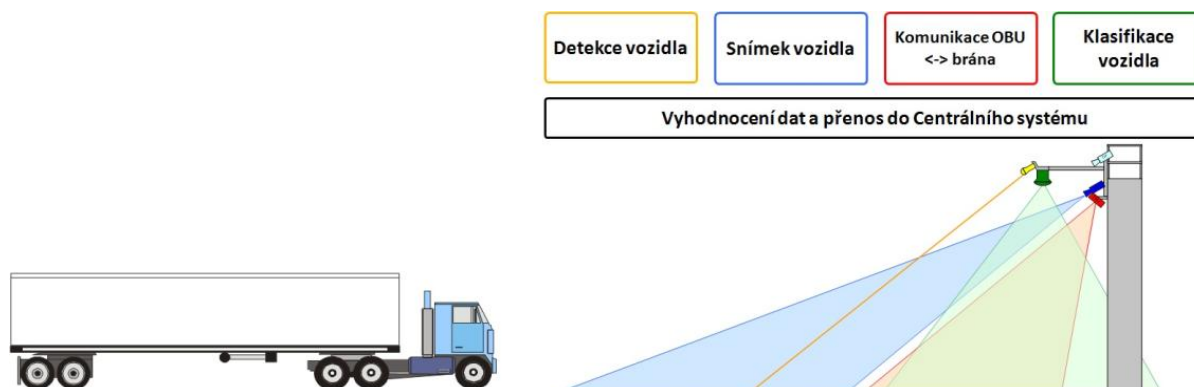 Detekce vozidla
Snímek vozidla
Komunikace OBU
<-> brána
Klasifikace
vozidla
Vyhodnocení dat a přenos do Centrálního systému